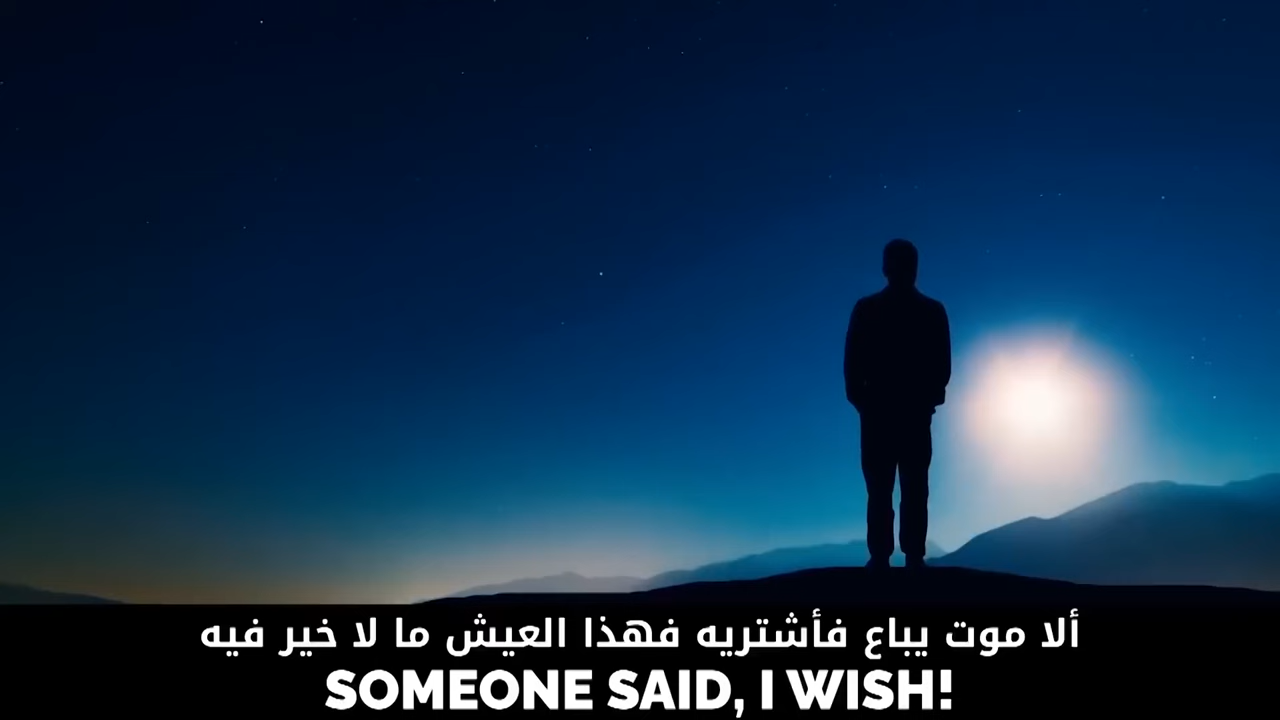 ألا موت يباع فأشتريه فهذا العيش ما لا خير فيه
SOMEONE SAID, I WISH!